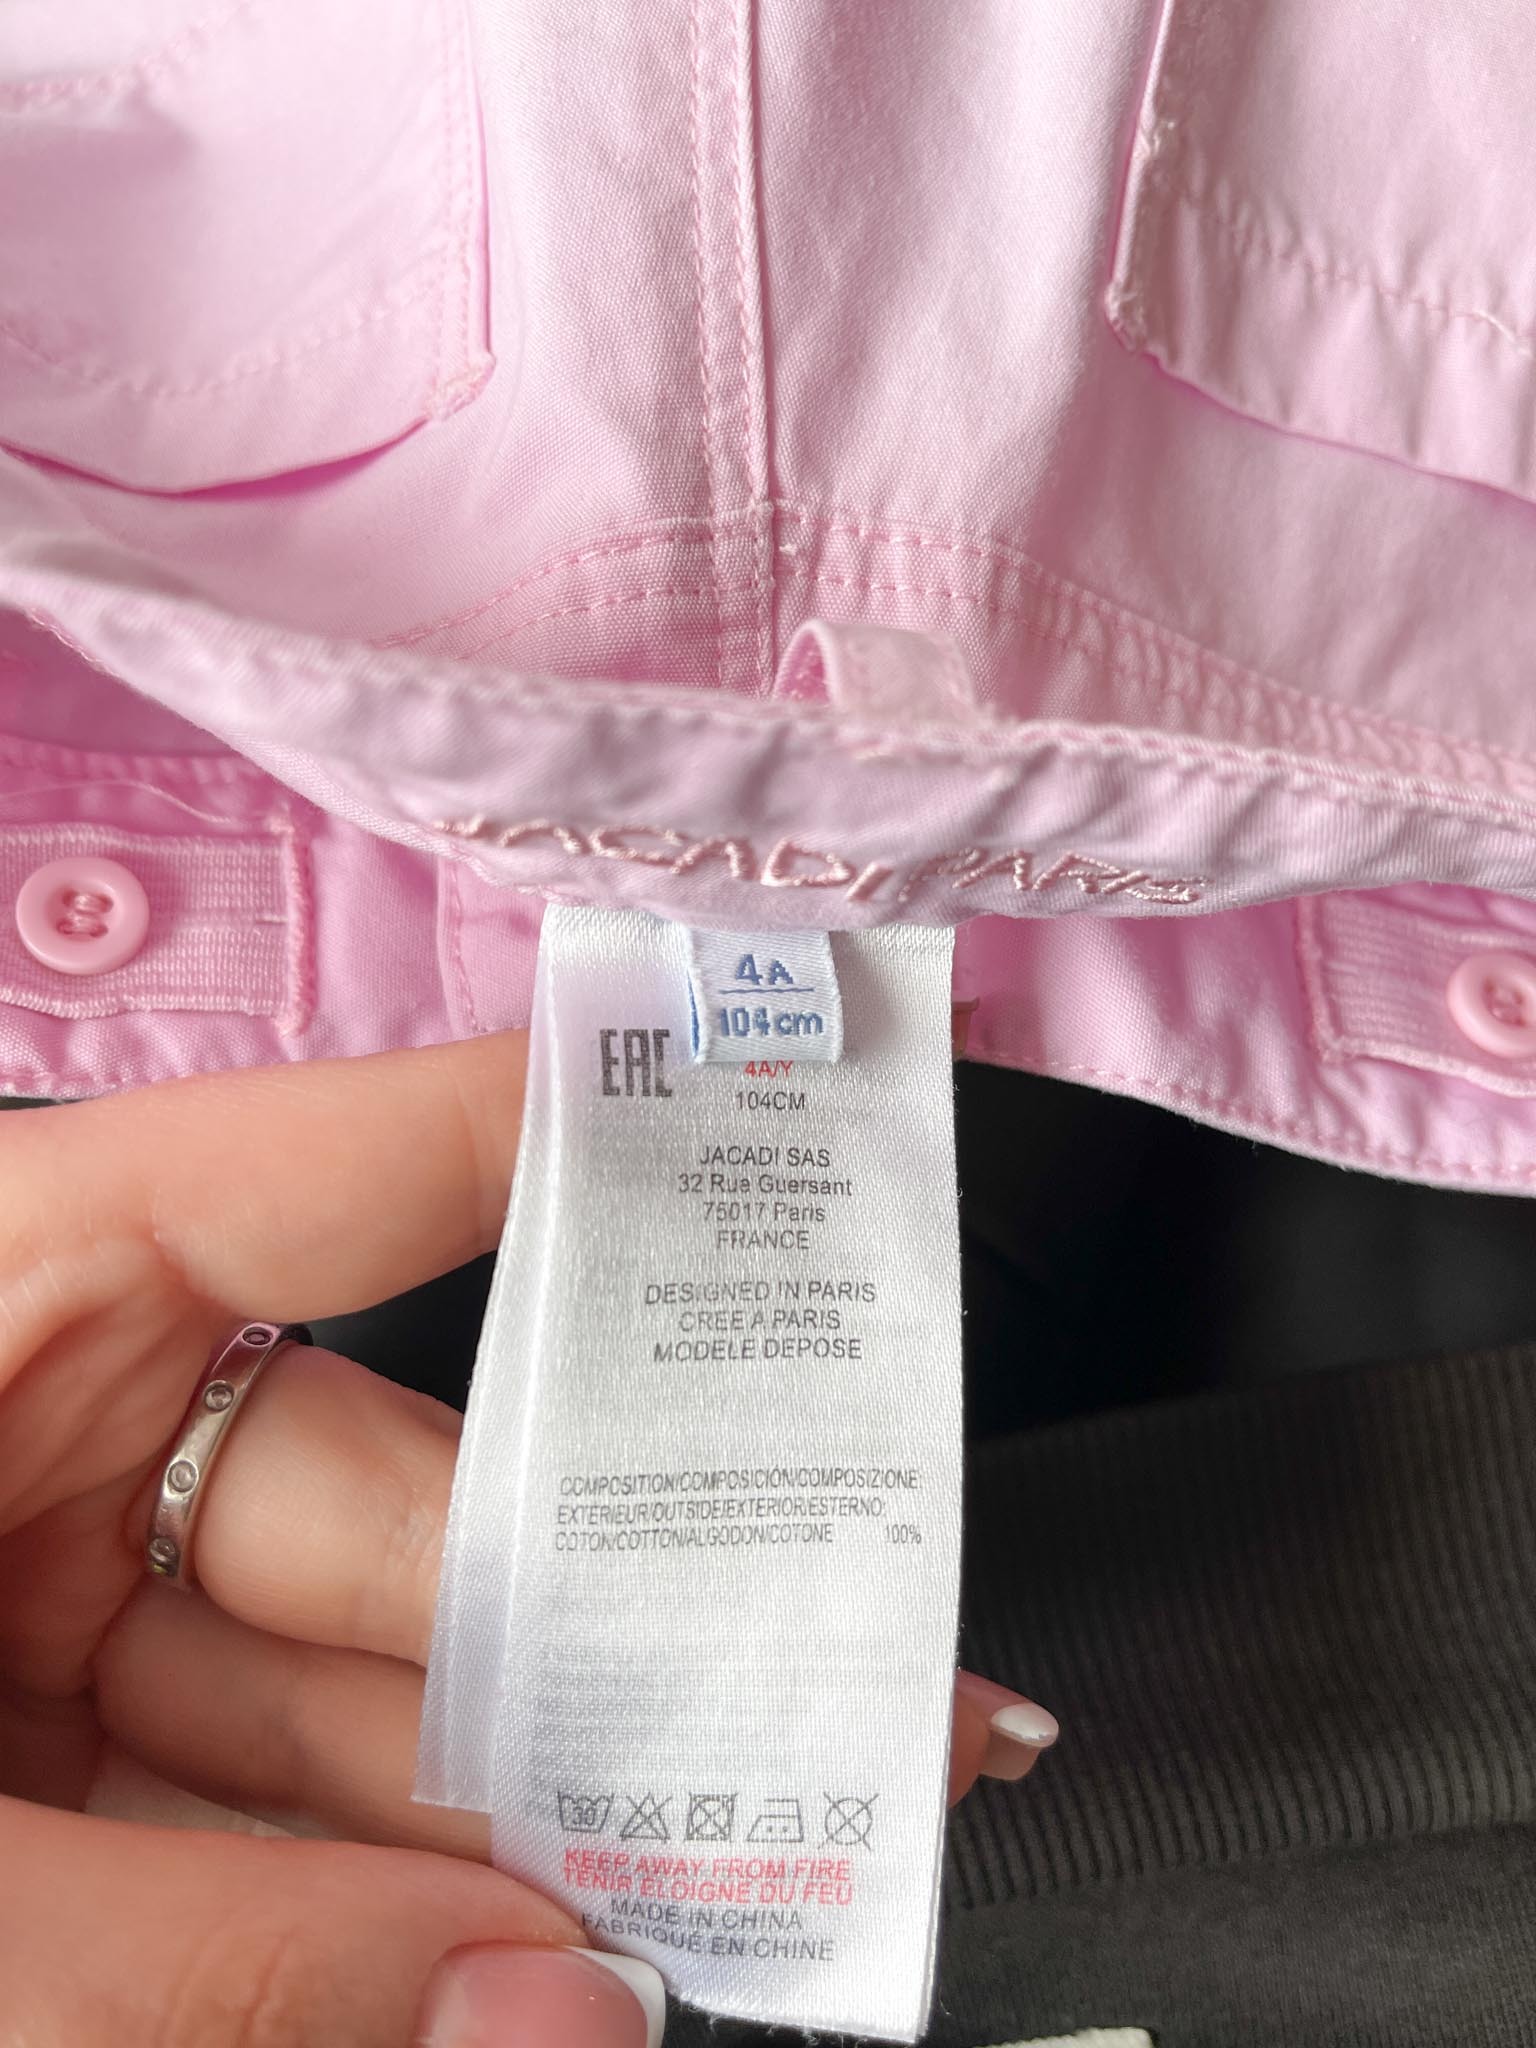 JACADI PARIS
4A
104cm
EAC
4A/Y
104CM
JACADI SAS
32 Rue Guersant
75017 Paris
FRANCE
DESIGNED IN PARIS
CREE A PARIS
MODELE DEPOSE
COMPOSITION/COMPOSICIÓN/COMPOSIZIONE:
EXTERIEUR/OUTSIDE/EXTERIOR/ESTERNO:
COTON/COTTON/ALGODON/COTONE 100%
30
KEEP AWAY FROM FIRE
TENIR ELOIGNE DU FEU
MADE IN CHINA
FABRIQUE EN CHINE